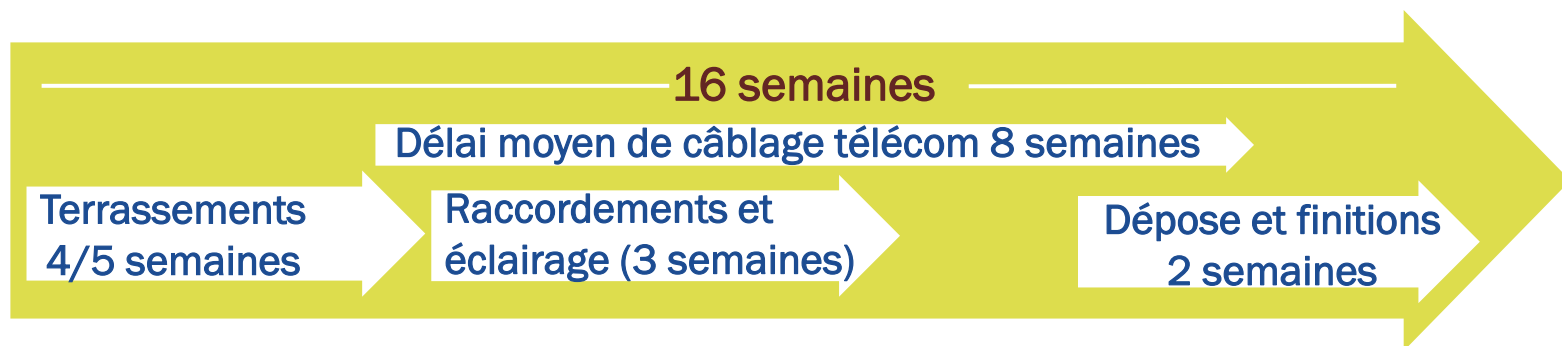 16 semaines
Délai moyen de câblage télécom 8 semaines
Terrassements
4/5 semaines
Raccordements et
éclairage (3 semaines)
Dépose et finitions
2 semaines